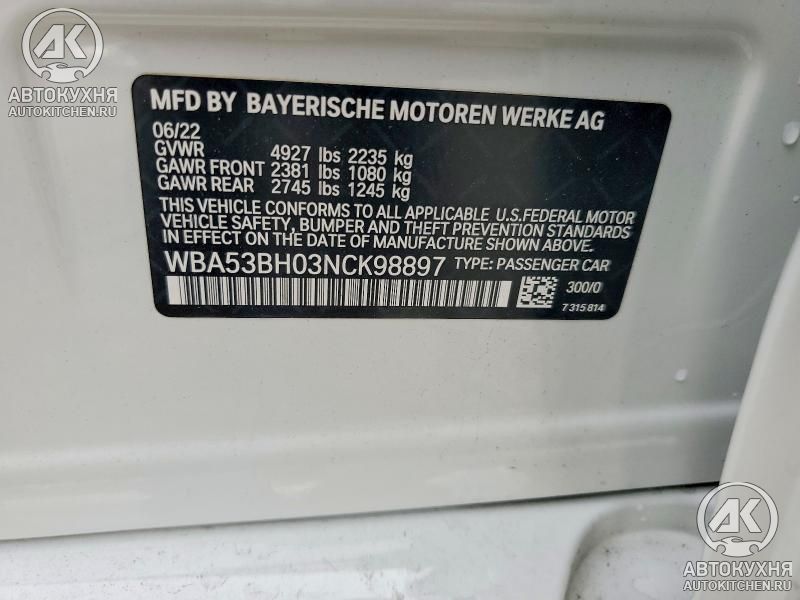 AK
АВТОКУХНЯ
AUTOKITCHEN.RU
MFD BY BAYERISCHE MOTOREN WERKE AG
06/22
GVWR 4927 lbs 2235 kg
GAWR FRONT 2381 lbs 1080 kg
GAWR REAR 2745 lbs 1245 kg
THIS VEHICLE CONFORMS TO ALL APPLICABLE U.S.FEDERAL MOTOR
VEHICLE SAFETY, BUMPER AND THEFT PREVENTION STANDARDS
IN EFFECT ON THE DATE OF MANUFACTURE SHOWN ABOVE.
WBA53BH03NCK98897 TYPE: PASSENGER CAR
300/0
7 315 814
AK
АВТОКУХНЯ
AUTOKITCHEN.RU